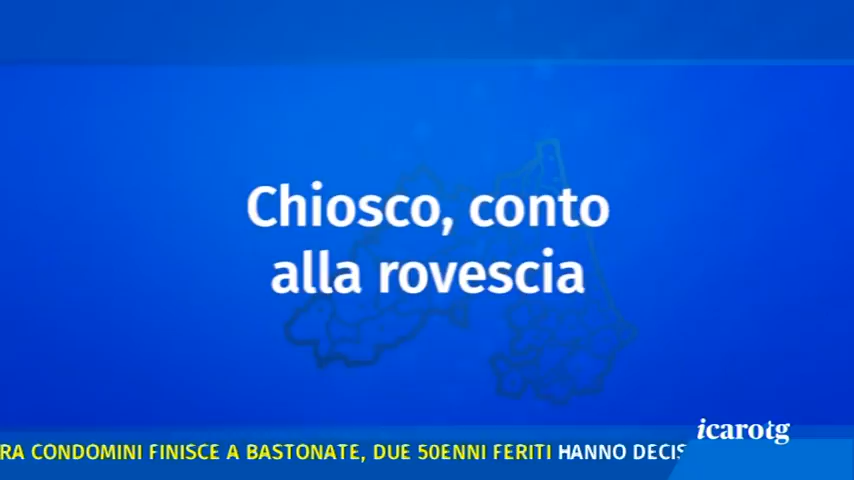 Chiosco, conto
alla rovescia
icarotg
RA CONDOMINI FINISCE A BASTONATE, DUE 50ENNI FERITI HANNO DECIS